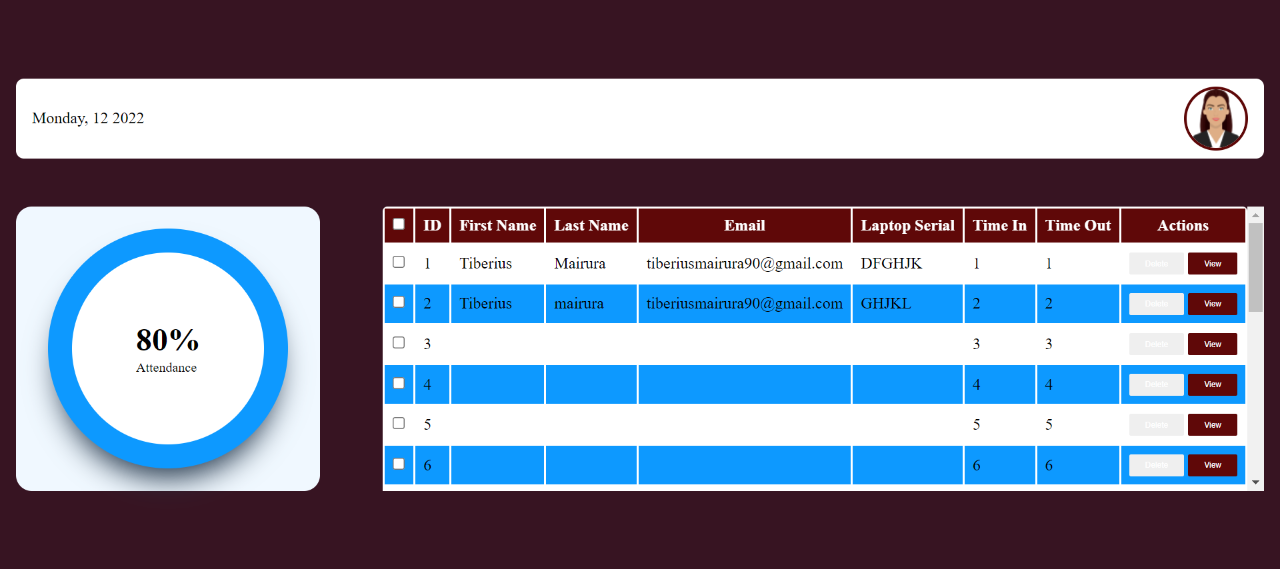 Monday, 12 2022
80%
Attendance
ID First Name Last Name Email Laptop Serial Time In Time Out Actions
1 Tiberius Mairura tiberiusmairura90@gmail.com DFGHJK 1 1 Delete View
2 Tiberius mairura tiberiusmairura90@gmail.com GHJKL 2 2 Delete View
3 3 3 Delete View
4 4 4 Delete View
5 5 5 Delete View
6 6 6 Delete View